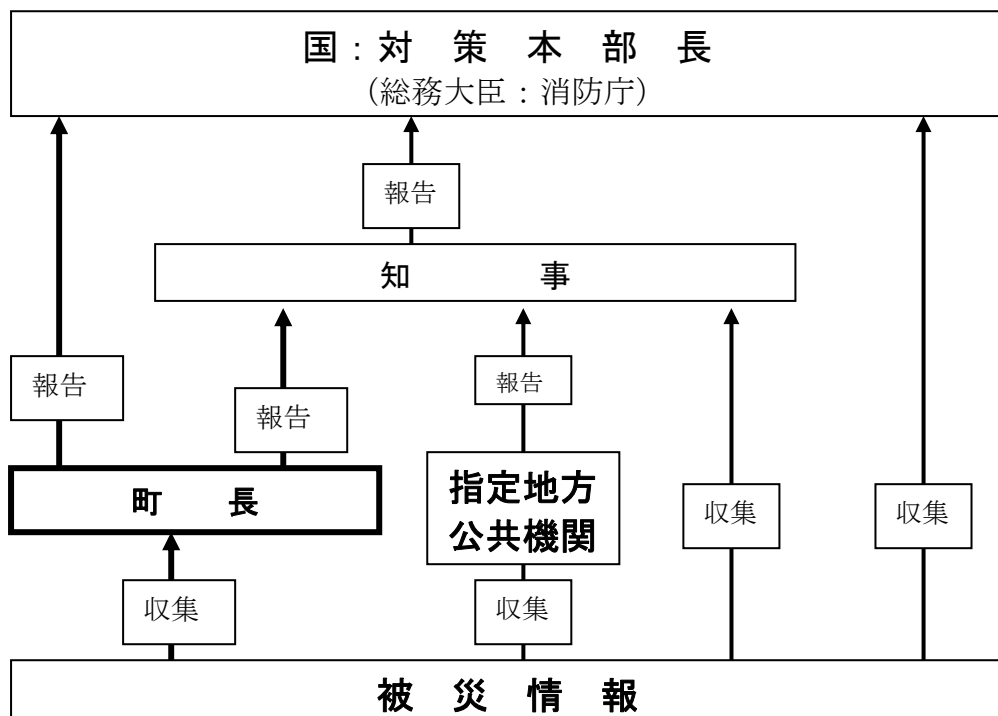 国：対　策　本　部　長
（総務大臣：消防庁）
報告
知　　　事
報告
報告
報告
町　　長
指定地方
公共機関
収集
収集
収集
収集
被　災　情　報